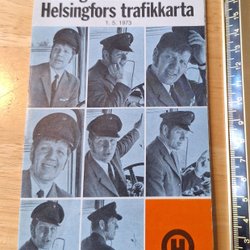 Helsingfors trafikkarta
1. 5. 1973
H